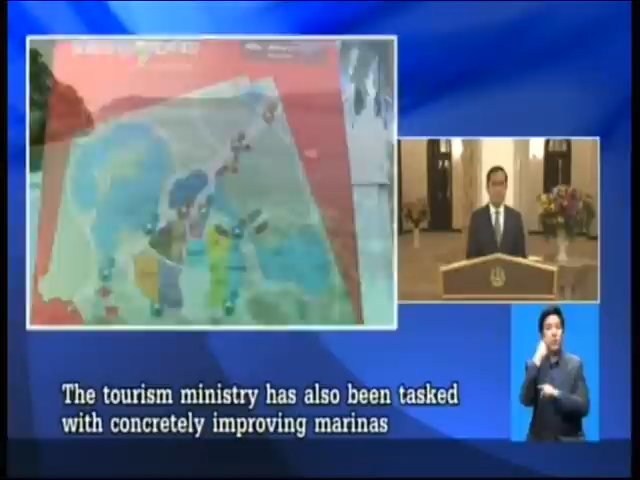 The tourism ministry has also been tasked
with concretely improving marinas